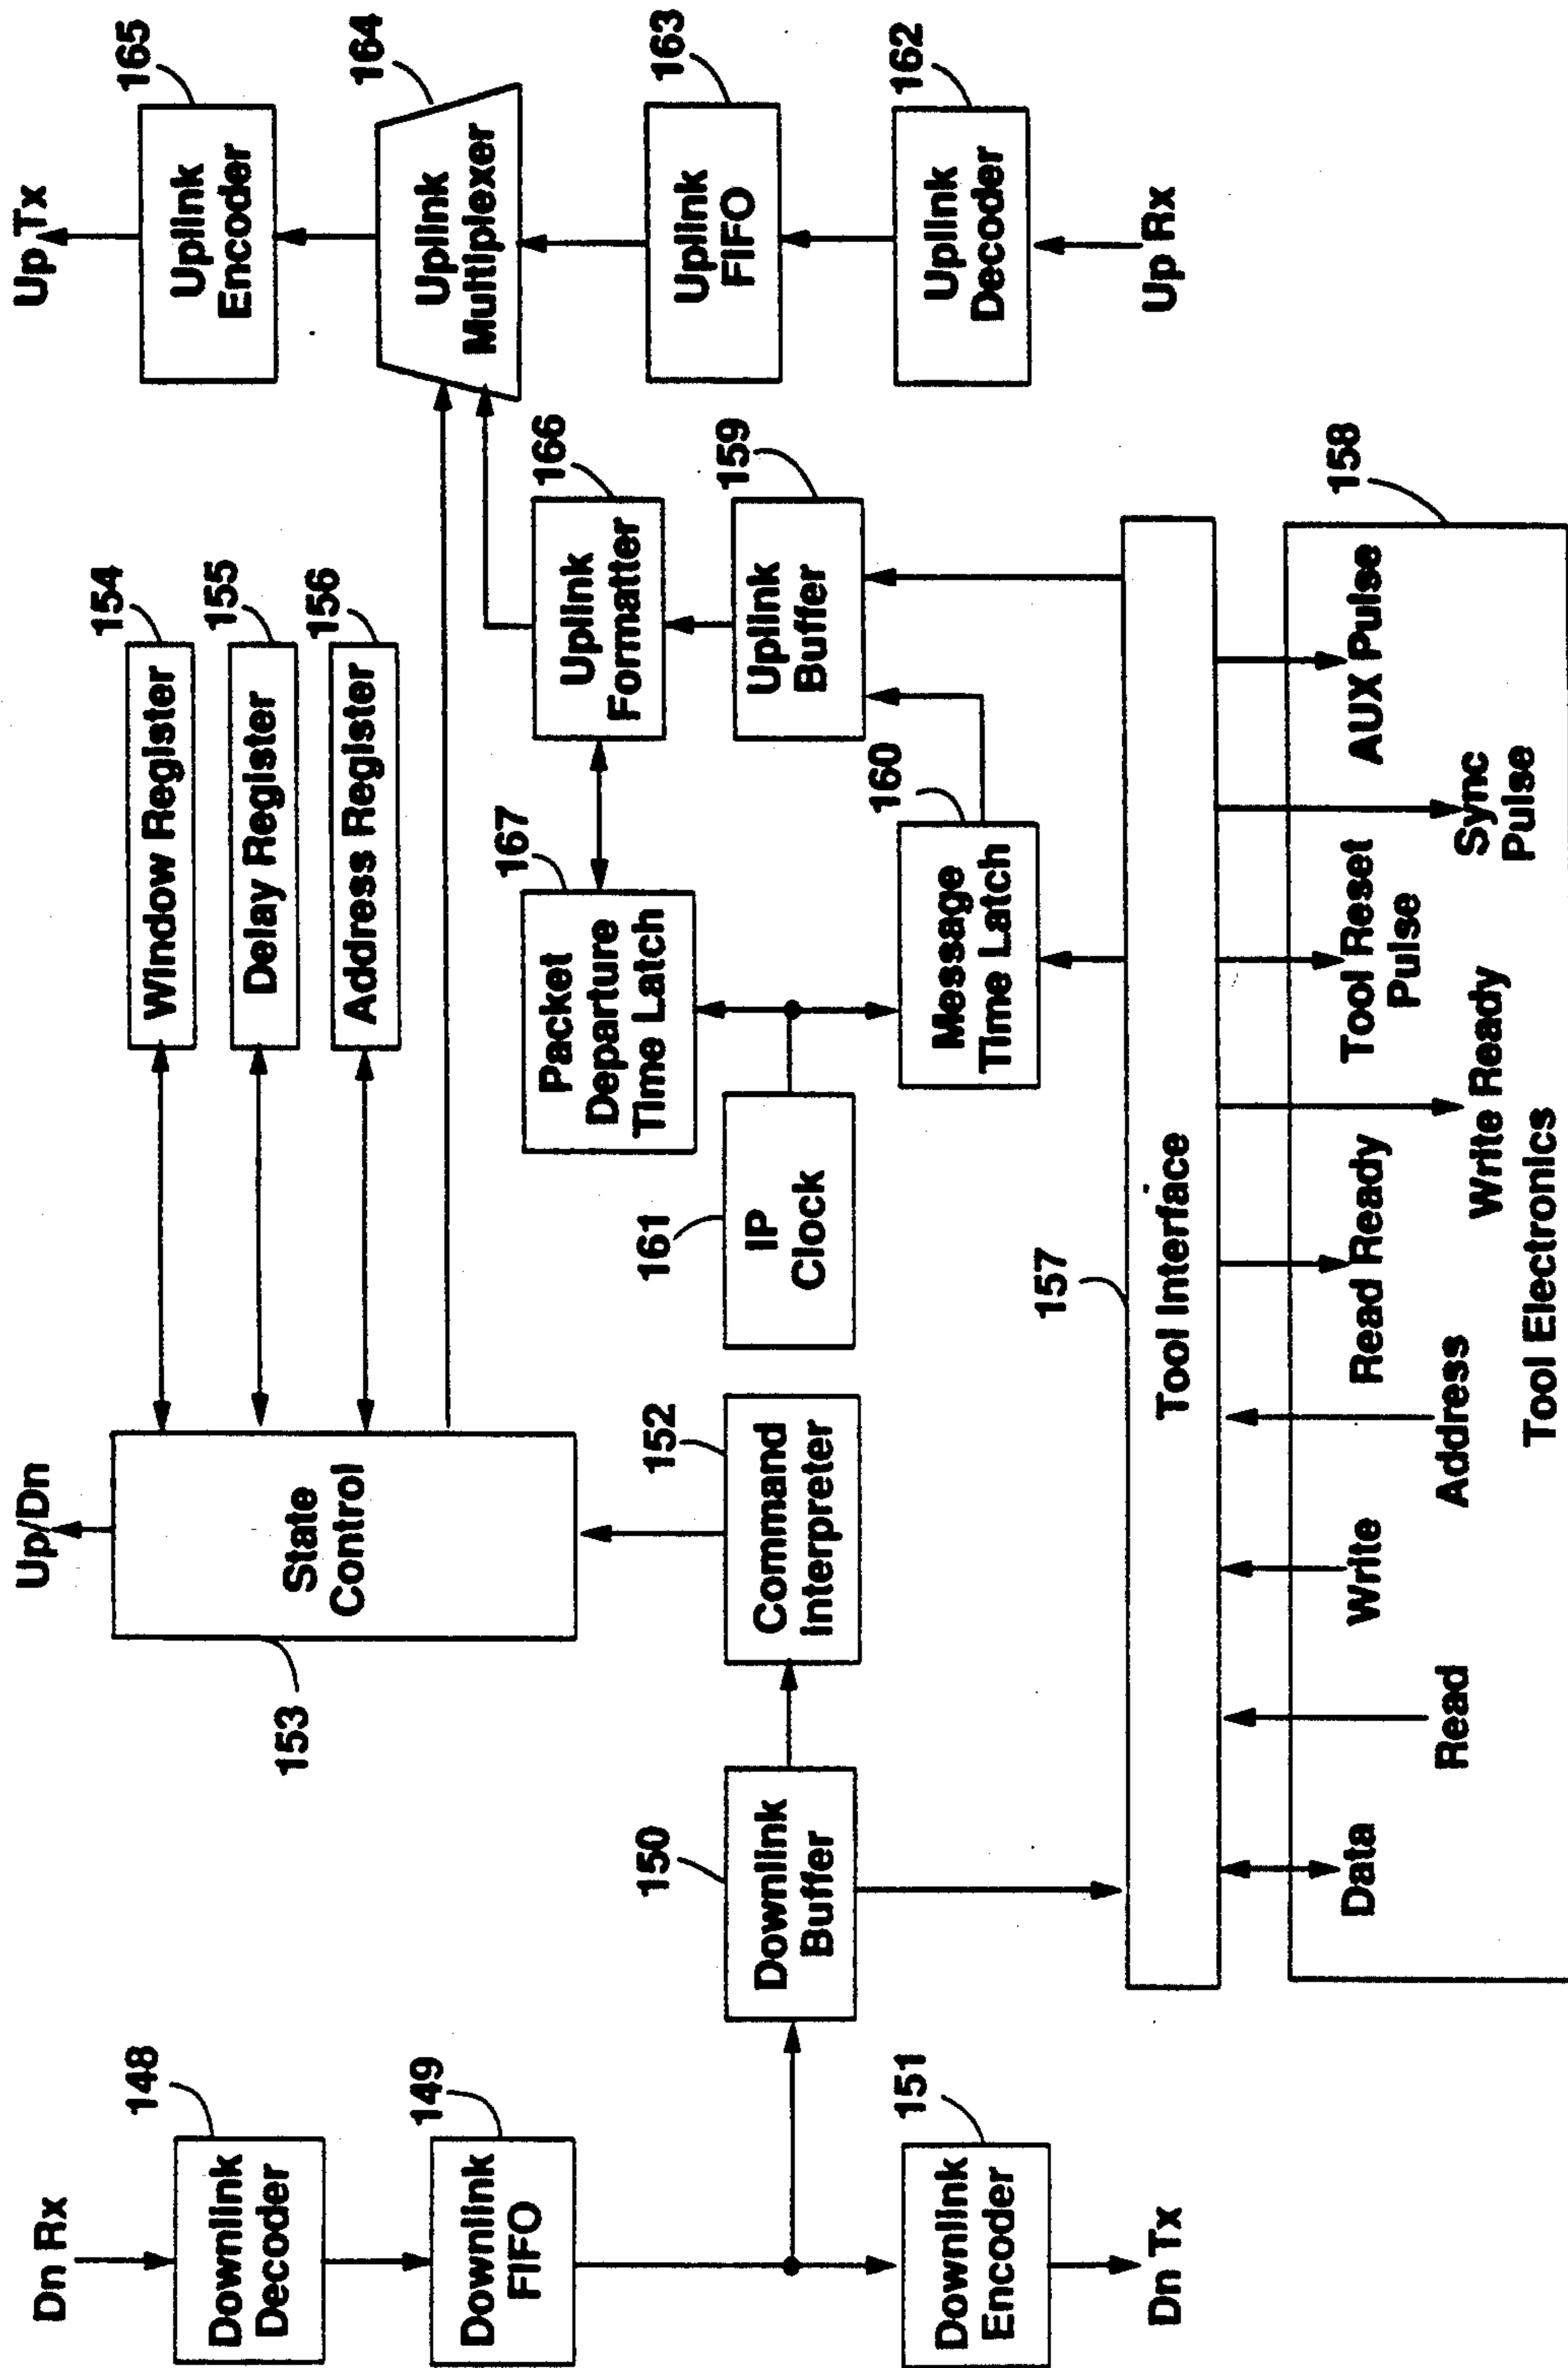 Dn Rx
148
Downlink
Decoder
149
Downlink
FIFO
151
Downlink
Encoder
Dn Tx
150
Downlink
Buffer
Up/Dn
State
Control
153
152
Command
Interpreter
154
Window Register
155
Delay Register
156
Address Register
167
Packet
Departure
Time Latch
161
IP
Clock
160
Message
Time Latch
166
Uplink
Formatter
159
Uplink
Buffer
Up Tx
165
Uplink
Encoder
164
Uplink
Multiplexer
163
Uplink
FIFO
162
Uplink
Decoder
Up Rx
157
Tool Interface
158
Data
Read
Write
Address
Read Ready
Write Ready
Tool Reset
Pulse
Sync
Pulse
AUX Pulse
Tool Electronics